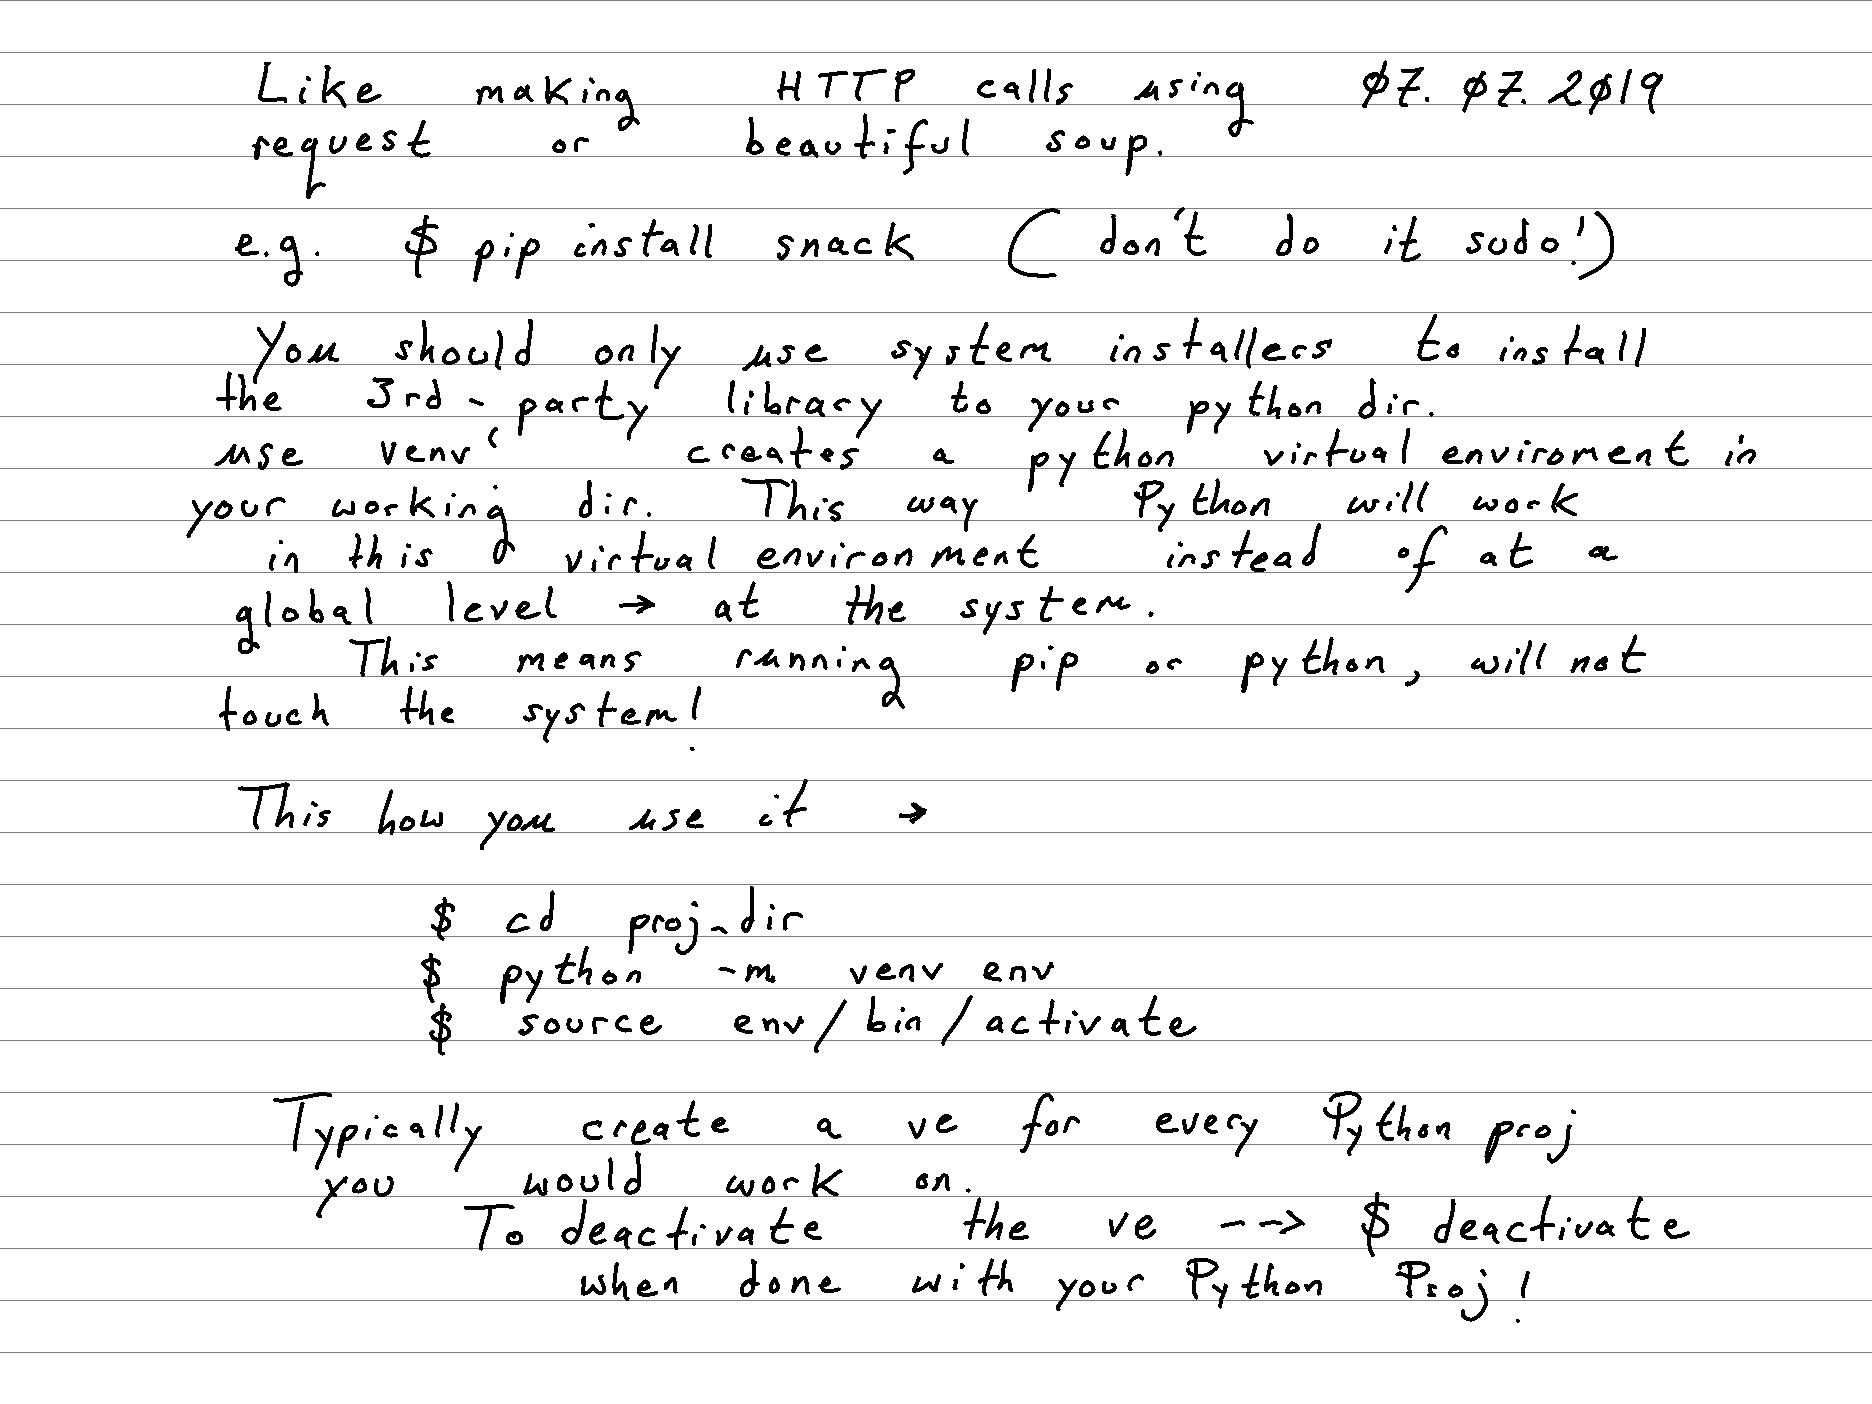 Like making HTTP calls using 07. 07. 2019
request or beautiful soup.
e.g. $ pip install snack ( don't do it sudo!)
You should only use system installers to install
the 3rd-party library to your python dir.
use venv' creates a python virtual enviroment in
your working dir. This way Python will work
in this virtual environment instead of at a
global level → at the system.
This means running pip or python, will not
touch the system!
This how you use it →
$ cd proj_dir
$ python -m venv env
$ source env/bin/activate
Typically create a ve for every Python proj
you would work on.
To deactivate the ve --> $ deactivate
when done with your Python Proj!